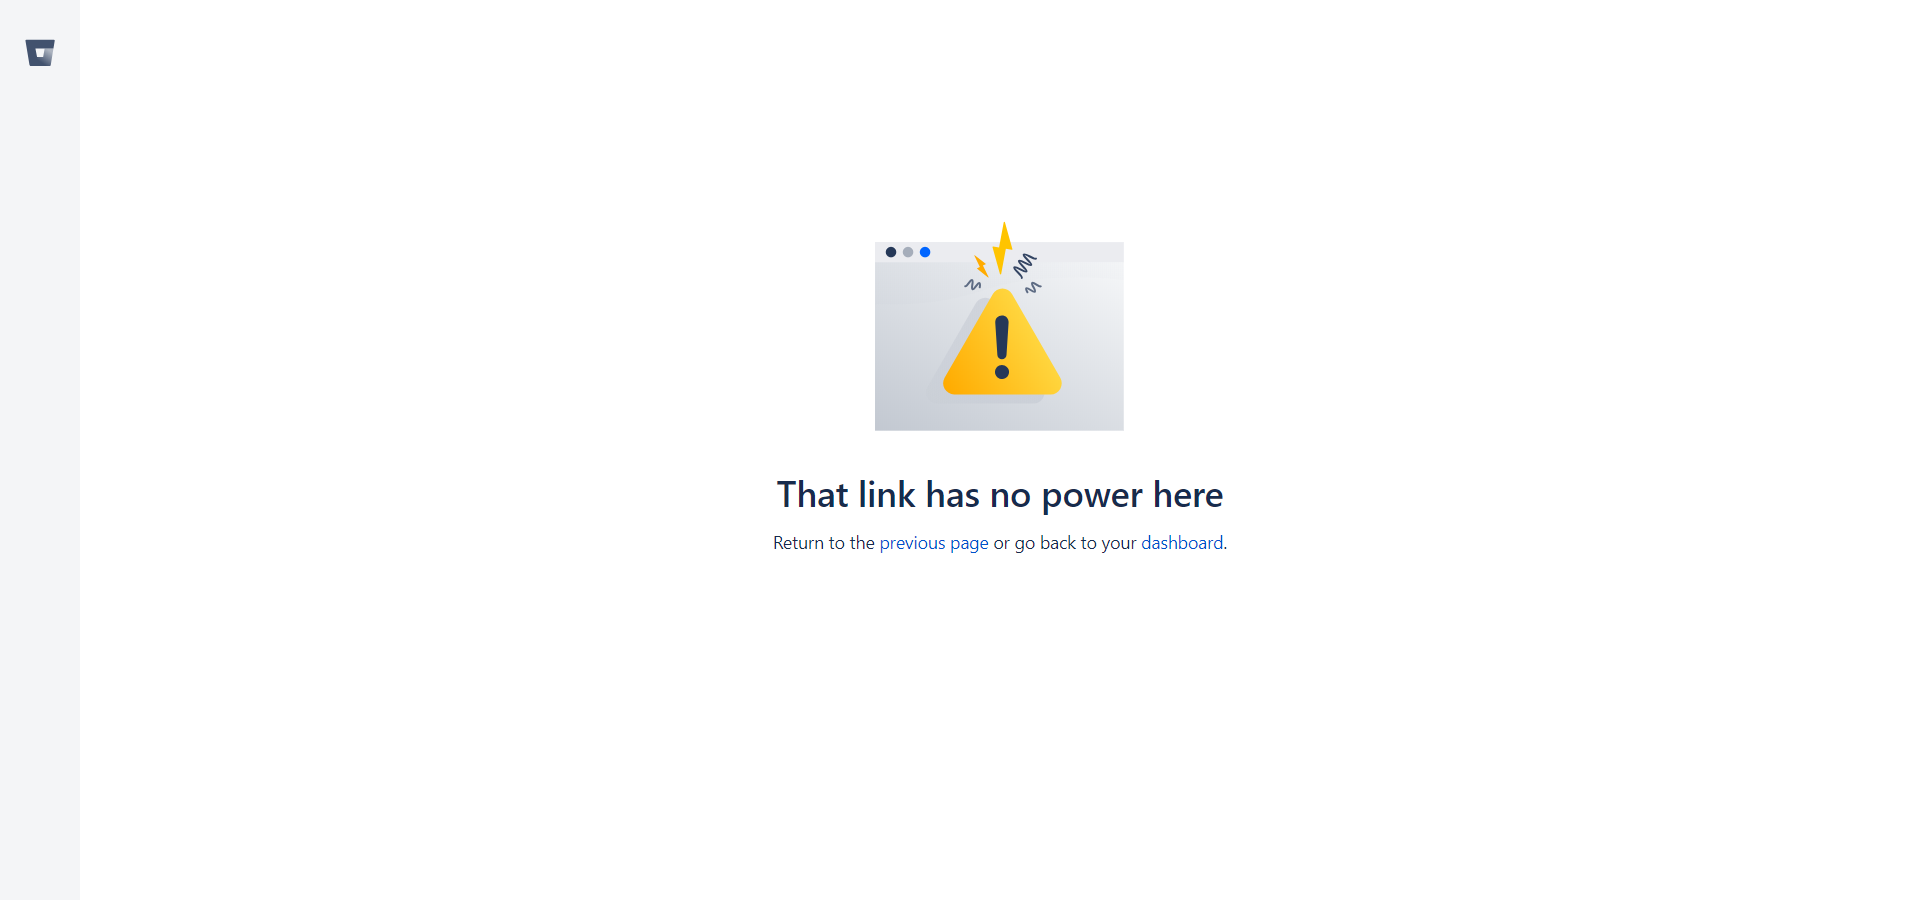 That link has no power here
Return to the previous page or go back to your dashboard.